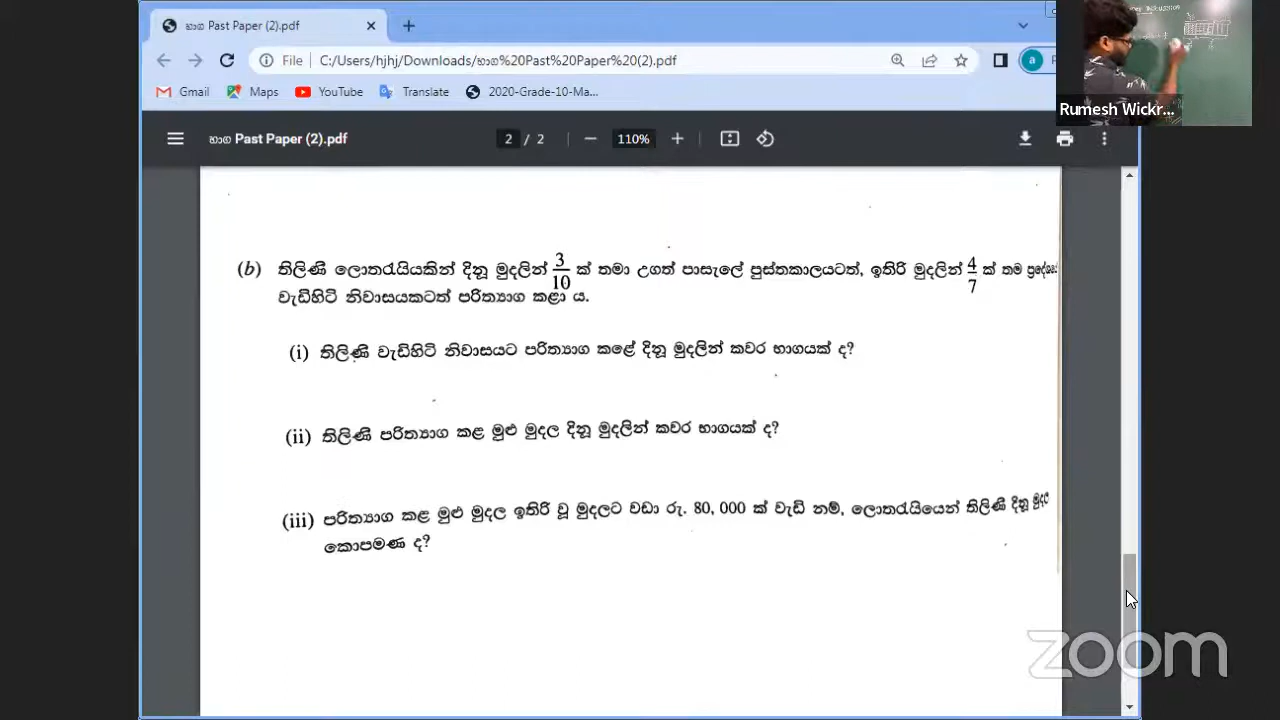 භාග Past Paper (2).pdf
File C:/Users/hjhj/Downloads/භාග%20Past%20Paper%20(2).pdf
Gmail Maps YouTube Translate 2020-Grade-10-Ma...
a
Rumesh Wickr...
භාග Past Paper (2).pdf 2 / 2 110%
(b) තිලිණි ලොතරැයියකින් දිනූ මුදලින් 3/10 ක් තමා උගත් පාසැලේ පුස්තකාලයටත්, ඉතිරි මුදලින් 4/7 ක් තම
වැඩිහිටි නිවාසයකටත් පරිත්‍යාග කළා ය.
(i) තිලිණි වැඩිහිටි නිවාසයට පරිත්‍යාග කළේ දිනූ මුදලින් කවර භාගයක් ද?
(ii) තිලිණි පරිත්‍යාග කළ මුළු මුදල දිනූ මුදලින් කවර භාගයක් ද?
(iii) පරිත්‍යාග කළ මුළු මුදල ඉතිරි වූ මුදලට වඩා රු. 80, 000 ක් වැඩි නම්, ලොතරැයියෙන් තිලිණි දිනූ මුදල
කොපමණ ද?
zoom